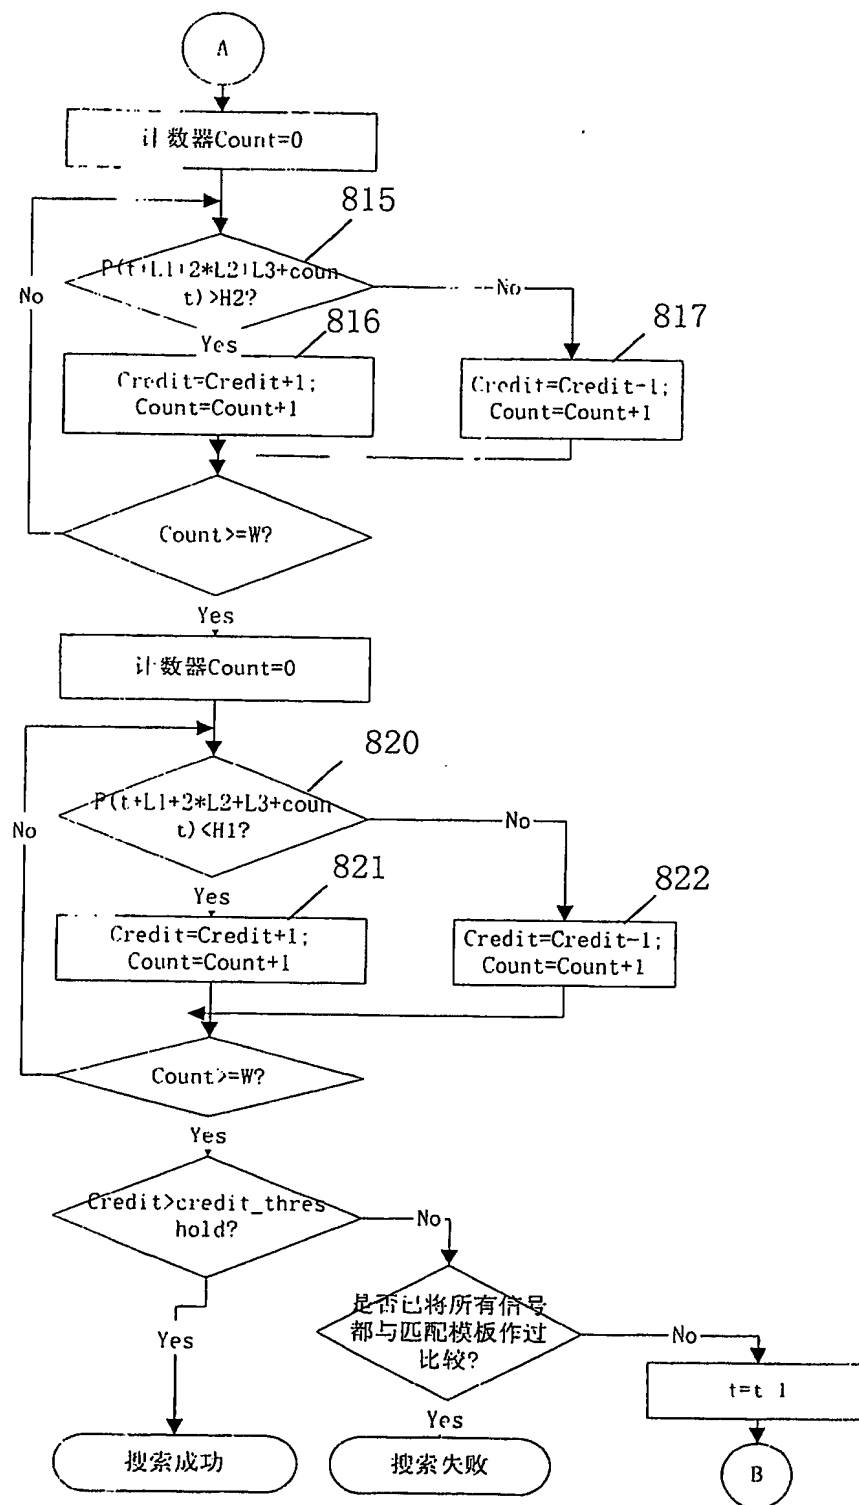 A
计数器Count=0
815
P(t+L1+2*L2+L3+coun
t)>H2?
No
No
Yes
816
817
Credit=Credit+1;
Count=Count+1
Credit=Credit-1;
Count=Count+1
Count>=W?
Yes
计数器Count=0
820
P(t+L1+2*L2+L3+coun
t)<H1?
No
No
Yes
821
822
Credit=Credit+1;
Count=Count+1
Credit=Credit-1;
Count=Count+1
Count>=W?
Yes
Credit>credit_thres
hold?
No
是否已将所有信号
都与匹配模板作过
比较?
No
Yes
t=t 1
Yes
搜索成功
搜索失败
B